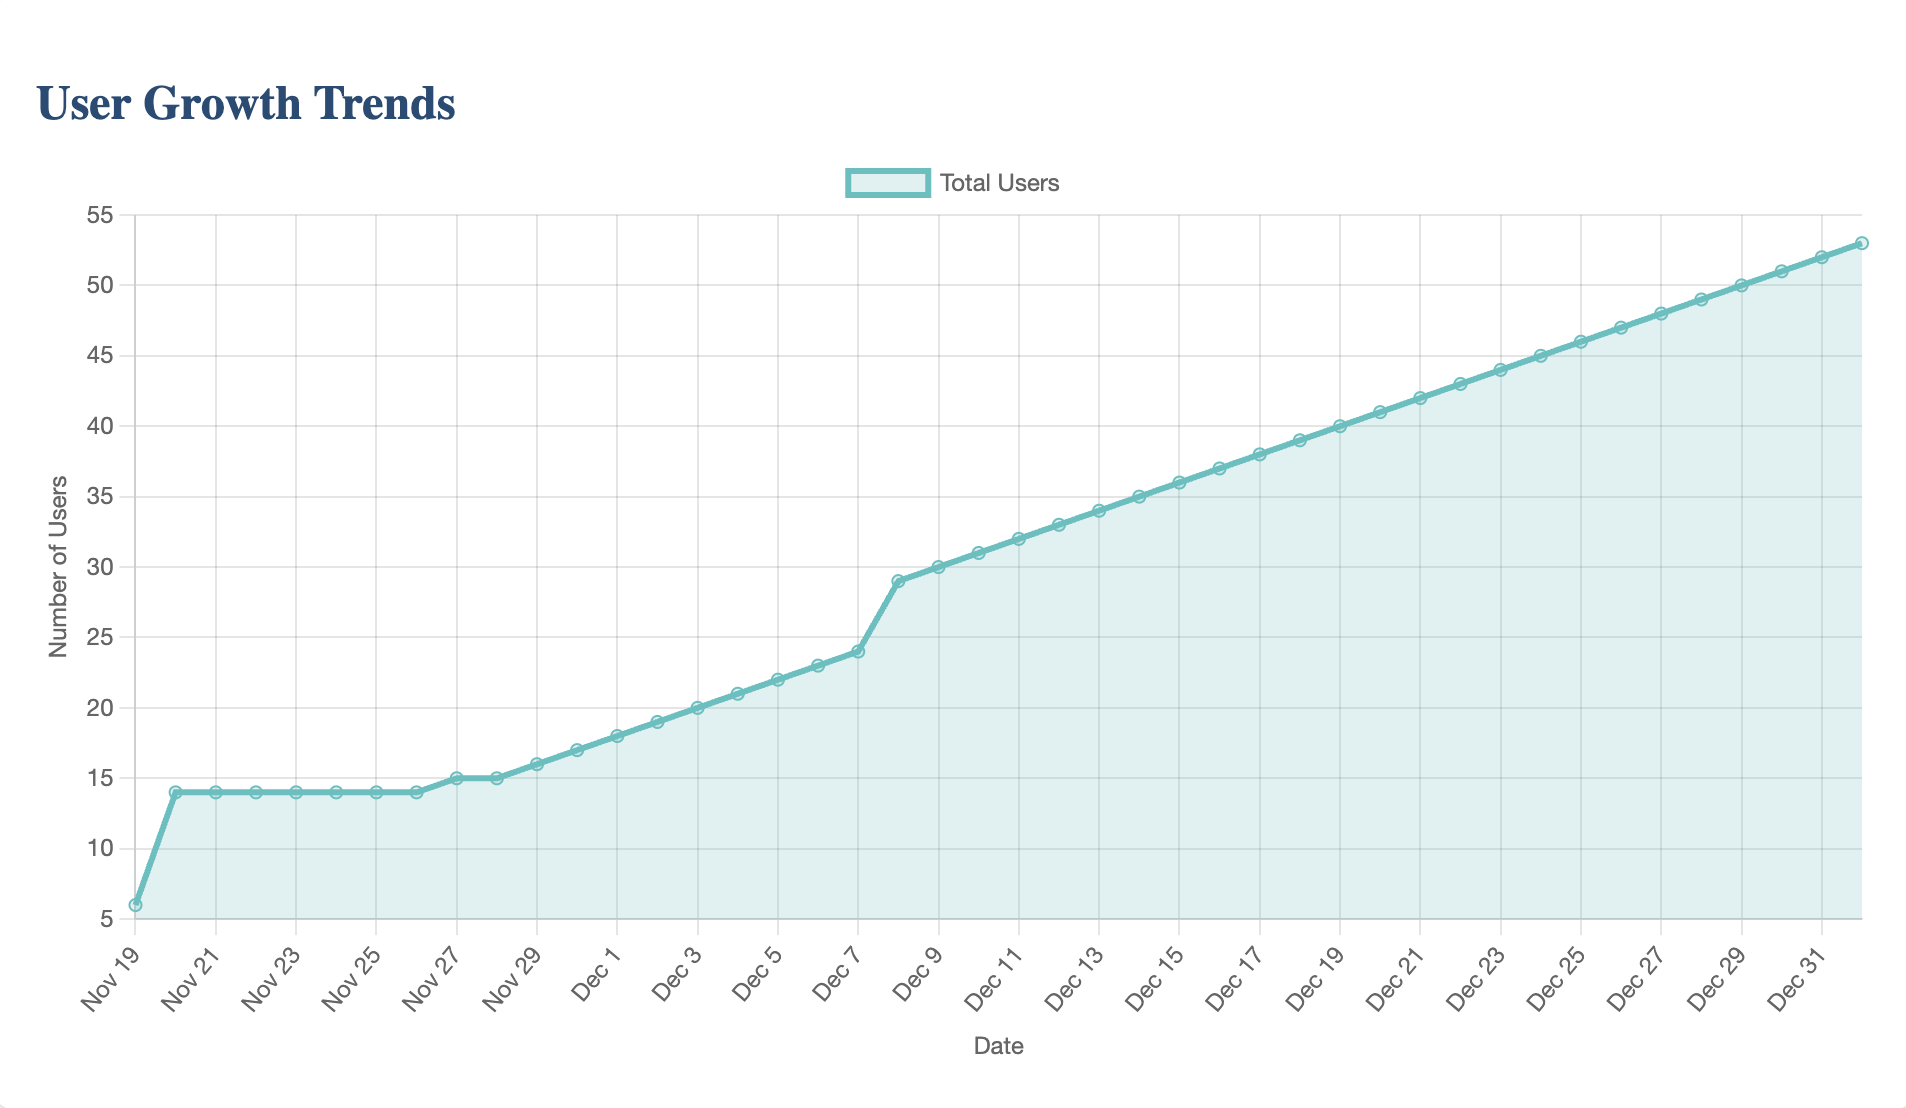 User Growth Trends
Total Users
55
50
45
40
35
30
25
20
15
10
5
Number of Users
Nov 19
Nov 21
Nov 23
Nov 25
Nov 27
Nov 29
Dec 1
Dec 3
Dec 5
Dec 7
Dec 9
Dec 11
Dec 13
Dec 15
Dec 17
Dec 19
Dec 21
Dec 23
Dec 25
Dec 27
Dec 29
Dec 31
Date